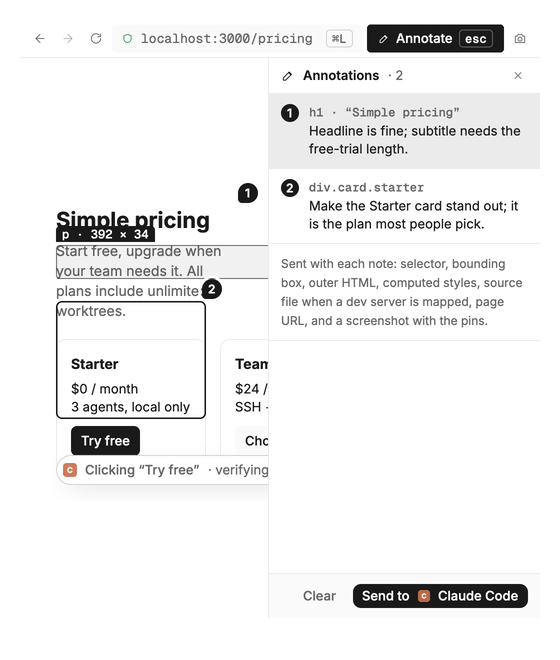 localhost:3000/pricing
⌘L
Annotate
esc
Annotations · 2
1
h1 · “Simple pricing”
Headline is fine; subtitle needs the
free-trial length.
2
div.card.starter
Make the Starter card stand out; it
is the plan most people pick.
Sent with each note: selector, bounding
box, outer HTML, computed styles, source
file when a dev server is mapped, page
URL, and a screenshot with the pins.
1
Simple pricing
p · 392 × 34
Start free, upgrade when
your team needs it. All
plans include unlimite
2
worktrees.
Starter
$0 / month
3 agents, local only
Try free
Team
$24 /
SSH
Cho
C Clicking “Try free” · verifying
Clear
Send to C Claude Code